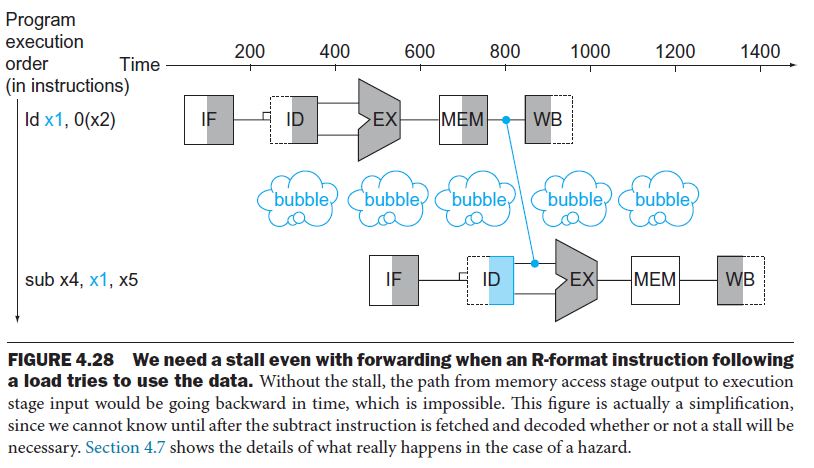 Program
execution
order
(in instructions)
Time
200 400 600 800 1000 1200 1400
ld x1, 0(x2)
IF ID EX MEM WB
bubble bubble bubble bubble bubble
sub x4, x1, x5
IF ID EX MEM WB
FIGURE 4.28 We need a stall even with forwarding when an R-format instruction following
a load tries to use the data. Without the stall, the path from memory access stage output to execution
stage input would be going backward in time, which is impossible. This figure is actually a simplification,
since we cannot know until after the subtract instruction is fetched and decoded whether or not a stall will be
necessary. Section 4.7 shows the details of what really happens in the case of a hazard.